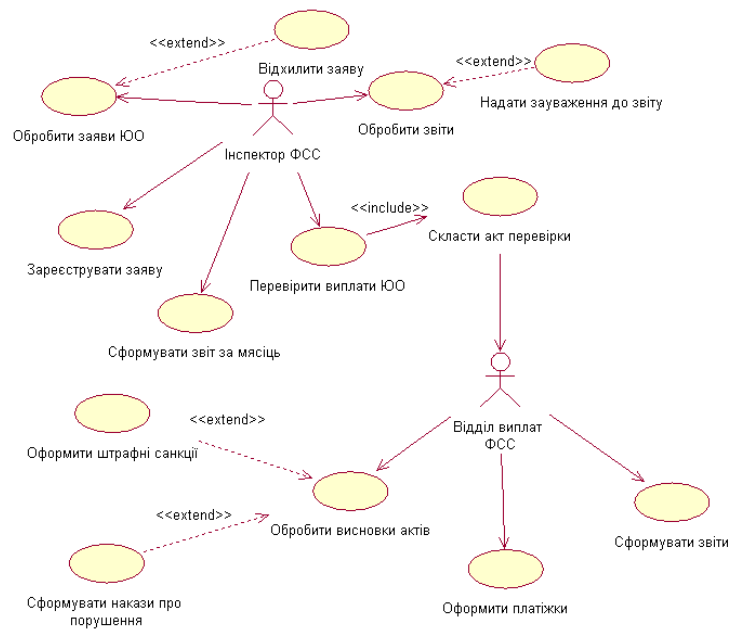 <<extend>>
Відхилити заяву
<<extend>>
Надати зауваження до звіту
Обробити заяви ЮО
Обробити звіти
Інспектор ФСС
<<include>>
Скласти акт перевірки
Зареєструвати заяву
Перевірити виплати ЮО
Сформувати звіт за мясіць
<<extend>>
Відділ виплат
ФСС
Оформити штрафні санкції
<<extend>>
Обробити висновки актів
Сформувати звіти
Сформувати накази про
порушення
Оформити платіжки